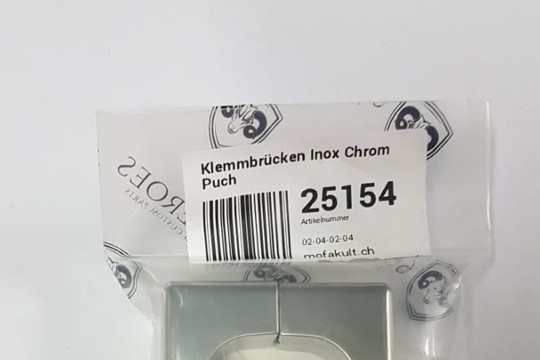 Klemmbrücken Inox Chrom
Puch
25154
Artikelnummer
02-04-02-04
mofakult.ch